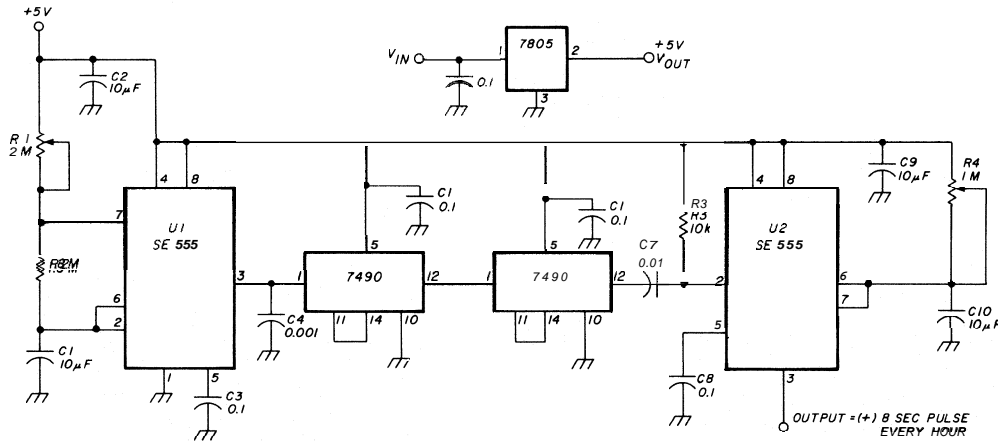 +5V
C2
10µF
R1
2M
7
U1
SE 555
4
8
3
6
2
C1
10µF
1
5
C3
0.1
C4
0.001
VIN
0.1
1
7805
2
3
+5V
VOUT
C1
0.1
5
1
7490
12
11
14
10
C1
0.1
5
1
7490
12
11
14
10
C7
0.01
R3
R3
10k
4
8
U2
SE 555
2
5
6
7
3
C8
0.1
C9
10µF
R4
1M
C10
10µF
OUTPUT =(+) 8 SEC PULSE
EVERY HOUR